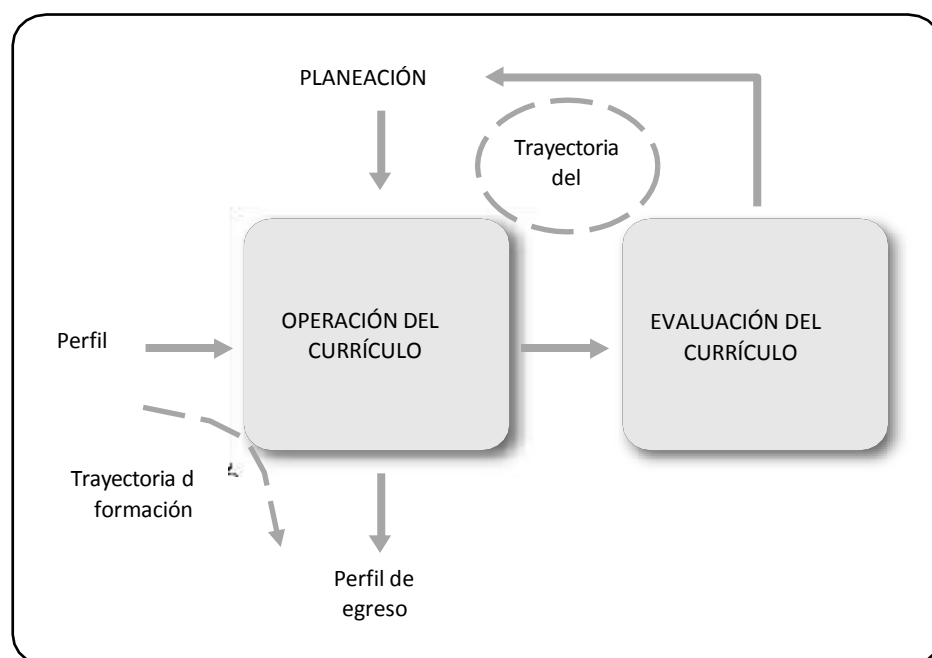 PLANEACIÓN
Trayectoria
del
OPERACIÓN DEL
CURRÍCULO
EVALUACIÓN DEL
CURRÍCULO
Perfil
Trayectoria d
formación
Perfil de
egreso